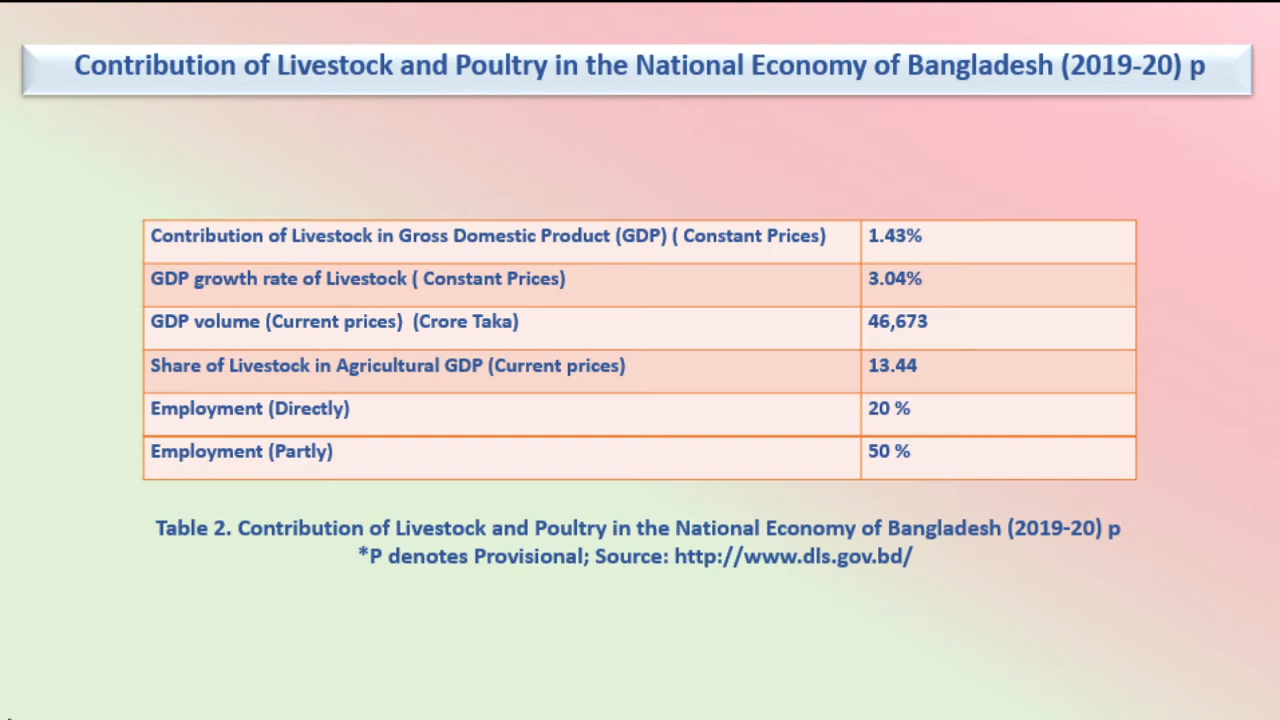 Contribution of Livestock and Poultry in the National Economy of Bangladesh (2019-20) p
Contribution of Livestock in Gross Domestic Product (GDP) ( Constant Prices) 1.43%
GDP growth rate of Livestock ( Constant Prices) 3.04%
GDP volume (Current prices) (Crore Taka) 46,673
Share of Livestock in Agricultural GDP (Current prices) 13.44
Employment (Directly) 20 %
Employment (Partly) 50 %
Table 2. Contribution of Livestock and Poultry in the National Economy of Bangladesh (2019-20) p
*P denotes Provisional; Source: http://www.dls.gov.bd/